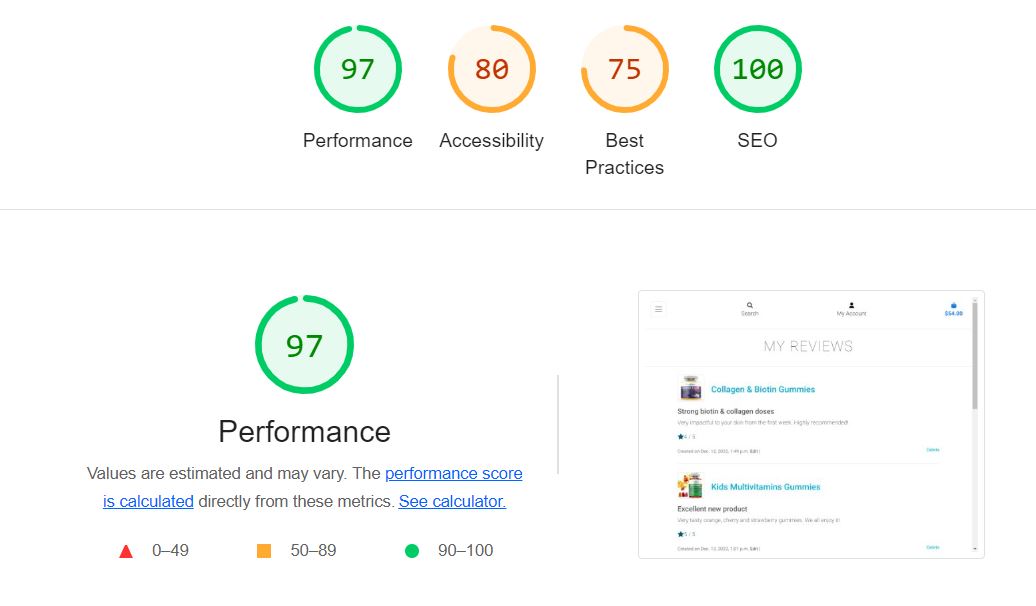 97
80
75
100
Performance
Accessibility
Best
Practices
SEO
97
Performance
Values are estimated and may vary. The performance score
is calculated directly from these metrics. See calculator.
0–49
50–89
90–100
Search
My Account
$54.00
MY REVIEWS
Collagen & Biotin Gummies
Strong biotin & collagen doses
Very impactful to your skin from the first week. Highly recommended!
4 / 5
Created on Dec. 13, 2022, 1:49 p.m. Edit |
Delete
Kids Multivitamins Gummies
Excellent new product
Very tasty orange, cherry and strawberry gummies. We all enjoy it!
5 / 5
Created on Dec. 13, 2022, 1:01 p.m. Edit |
Delete